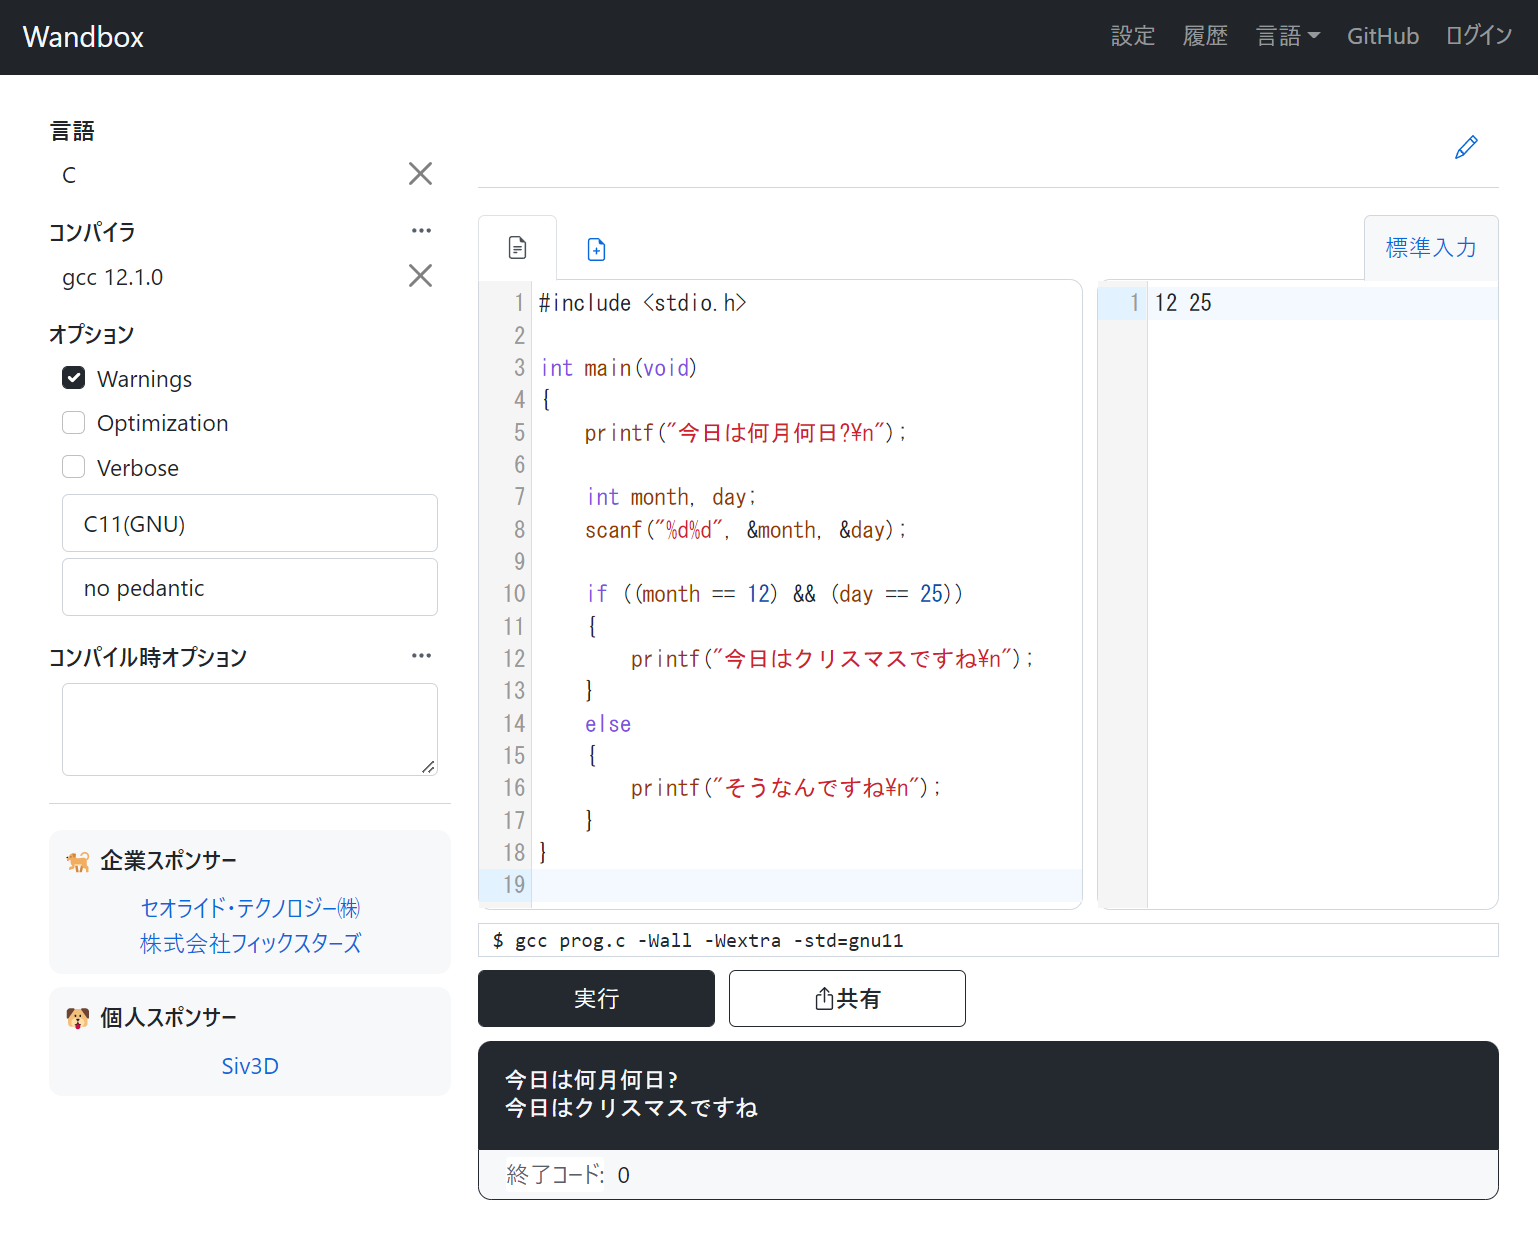 Wandbox
設定 履歴 言語 GitHub ログイン
言語
C
コンパイラ
gcc 12.1.0
オプション
Warnings
Optimization
Verbose
C11(GNU)
no pedantic
コンパイル時オプション
企業スポンサー
セオライド・テクノロジー㈱
株式会社フィックスターズ
個人スポンサー
Siv3D
1 #include <stdio.h>
2
3 int main(void)
4 {
5     printf("今日は何月何日?¥n");
6
7     int month, day;
8     scanf("%d%d", &month, &day);
9
10     if ((month == 12) && (day == 25))
11     {
12         printf("今日はクリスマスですね¥n");
13     }
14     else
15     {
16         printf("そうなんですね¥n");
17     }
18 }
19
標準入力
1 12 25
$ gcc prog.c -Wall -Wextra -std=gnu11
実行 共有
今日は何月何日?
今日はクリスマスですね
終了コード: 0